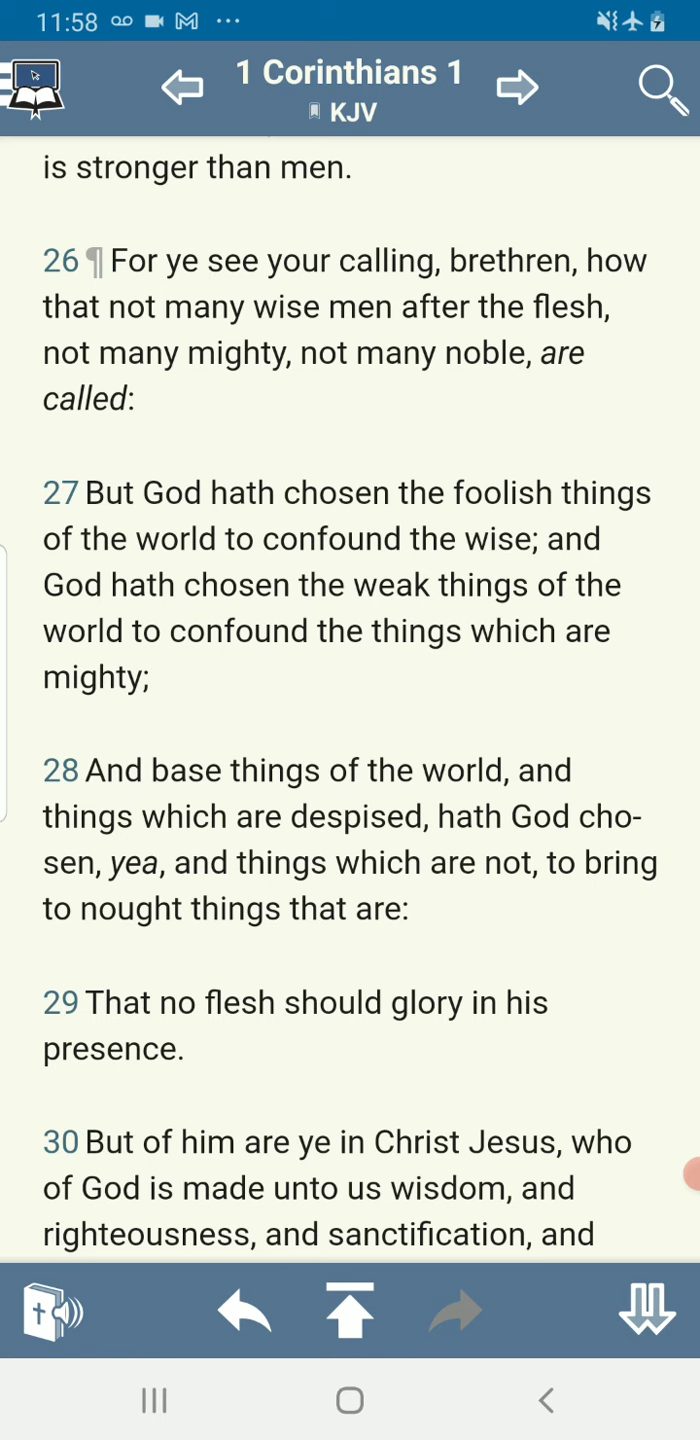 11:58
1 Corinthians 1
KJV
is stronger than men.
26 ¶ For ye see your calling, brethren, how
that not many wise men after the flesh,
not many mighty, not many noble, are
called:
27 But God hath chosen the foolish things
of the world to confound the wise; and
God hath chosen the weak things of the
world to confound the things which are
mighty;
28 And base things of the world, and
things which are despised, hath God cho-
sen, yea, and things which are not, to bring
to nought things that are:
29 That no flesh should glory in his
presence.
30 But of him are ye in Christ Jesus, who
of God is made unto us wisdom, and
righteousness, and sanctification, and